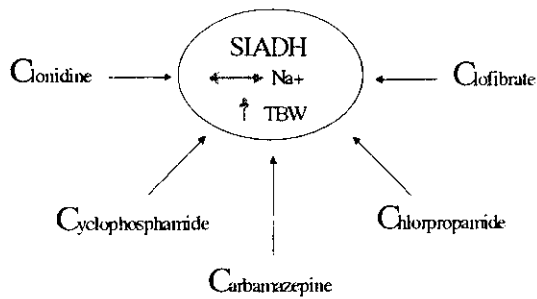 SIADH
Clonidine
↔ Na+
Clofibrate
↑ TBW
Cyclophosphamide
Chlorpropamide
Carbamazepine